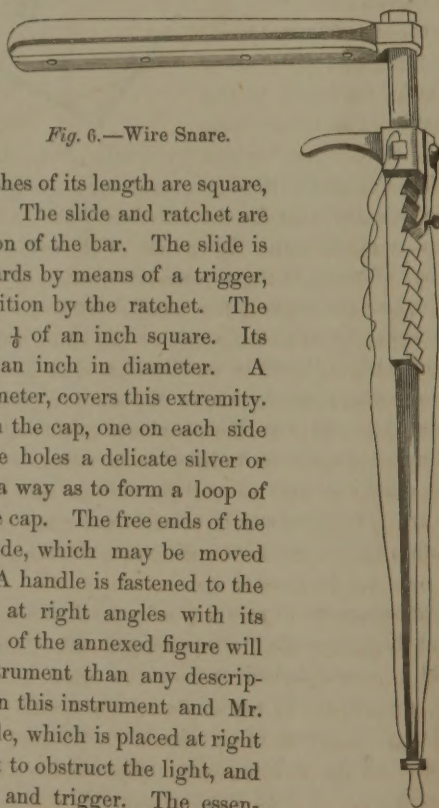 Fig. 6.—Wire Snare.
hes of its length are square,
The slide and ratchet are
on of the bar. The slide is
ards by means of a trigger,
ition by the ratchet. The
⅙ of an inch square. Its
an inch in diameter. A
neter, covers this extremity.
n the cap, one on each side
e holes a delicate silver or
a way as to form a loop of
e cap. The free ends of the
de, which may be moved
A handle is fastened to the
at right angles with its
of the annexed figure will
rument than any descrip-
n this instrument and Mr.
le, which is placed at right
t to obstruct the light, and
and trigger. The essen-